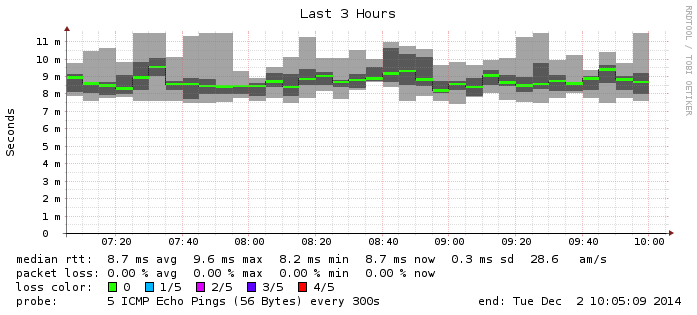 Last 3 Hours
RRDTOOL / TOBI OETIKER
Seconds
11 m
10 m
9 m
8 m
7 m
6 m
5 m
4 m
3 m
2 m
1 m
0
07:20 07:40 08:00 08:20 08:40 09:00 09:20 09:40 10:00
median rtt: 8.7 ms avg 9.6 ms max 8.2 ms min 8.7 ms now 0.3 ms sd 28.6 am/s
packet loss: 0.00 % avg 0.00 % max 0.00 % min 0.00 % now
loss color: 0 1/5 2/5 3/5 4/5
probe: 5 ICMP Echo Pings (56 Bytes) every 300s end: Tue Dec 2 10:05:09 2014